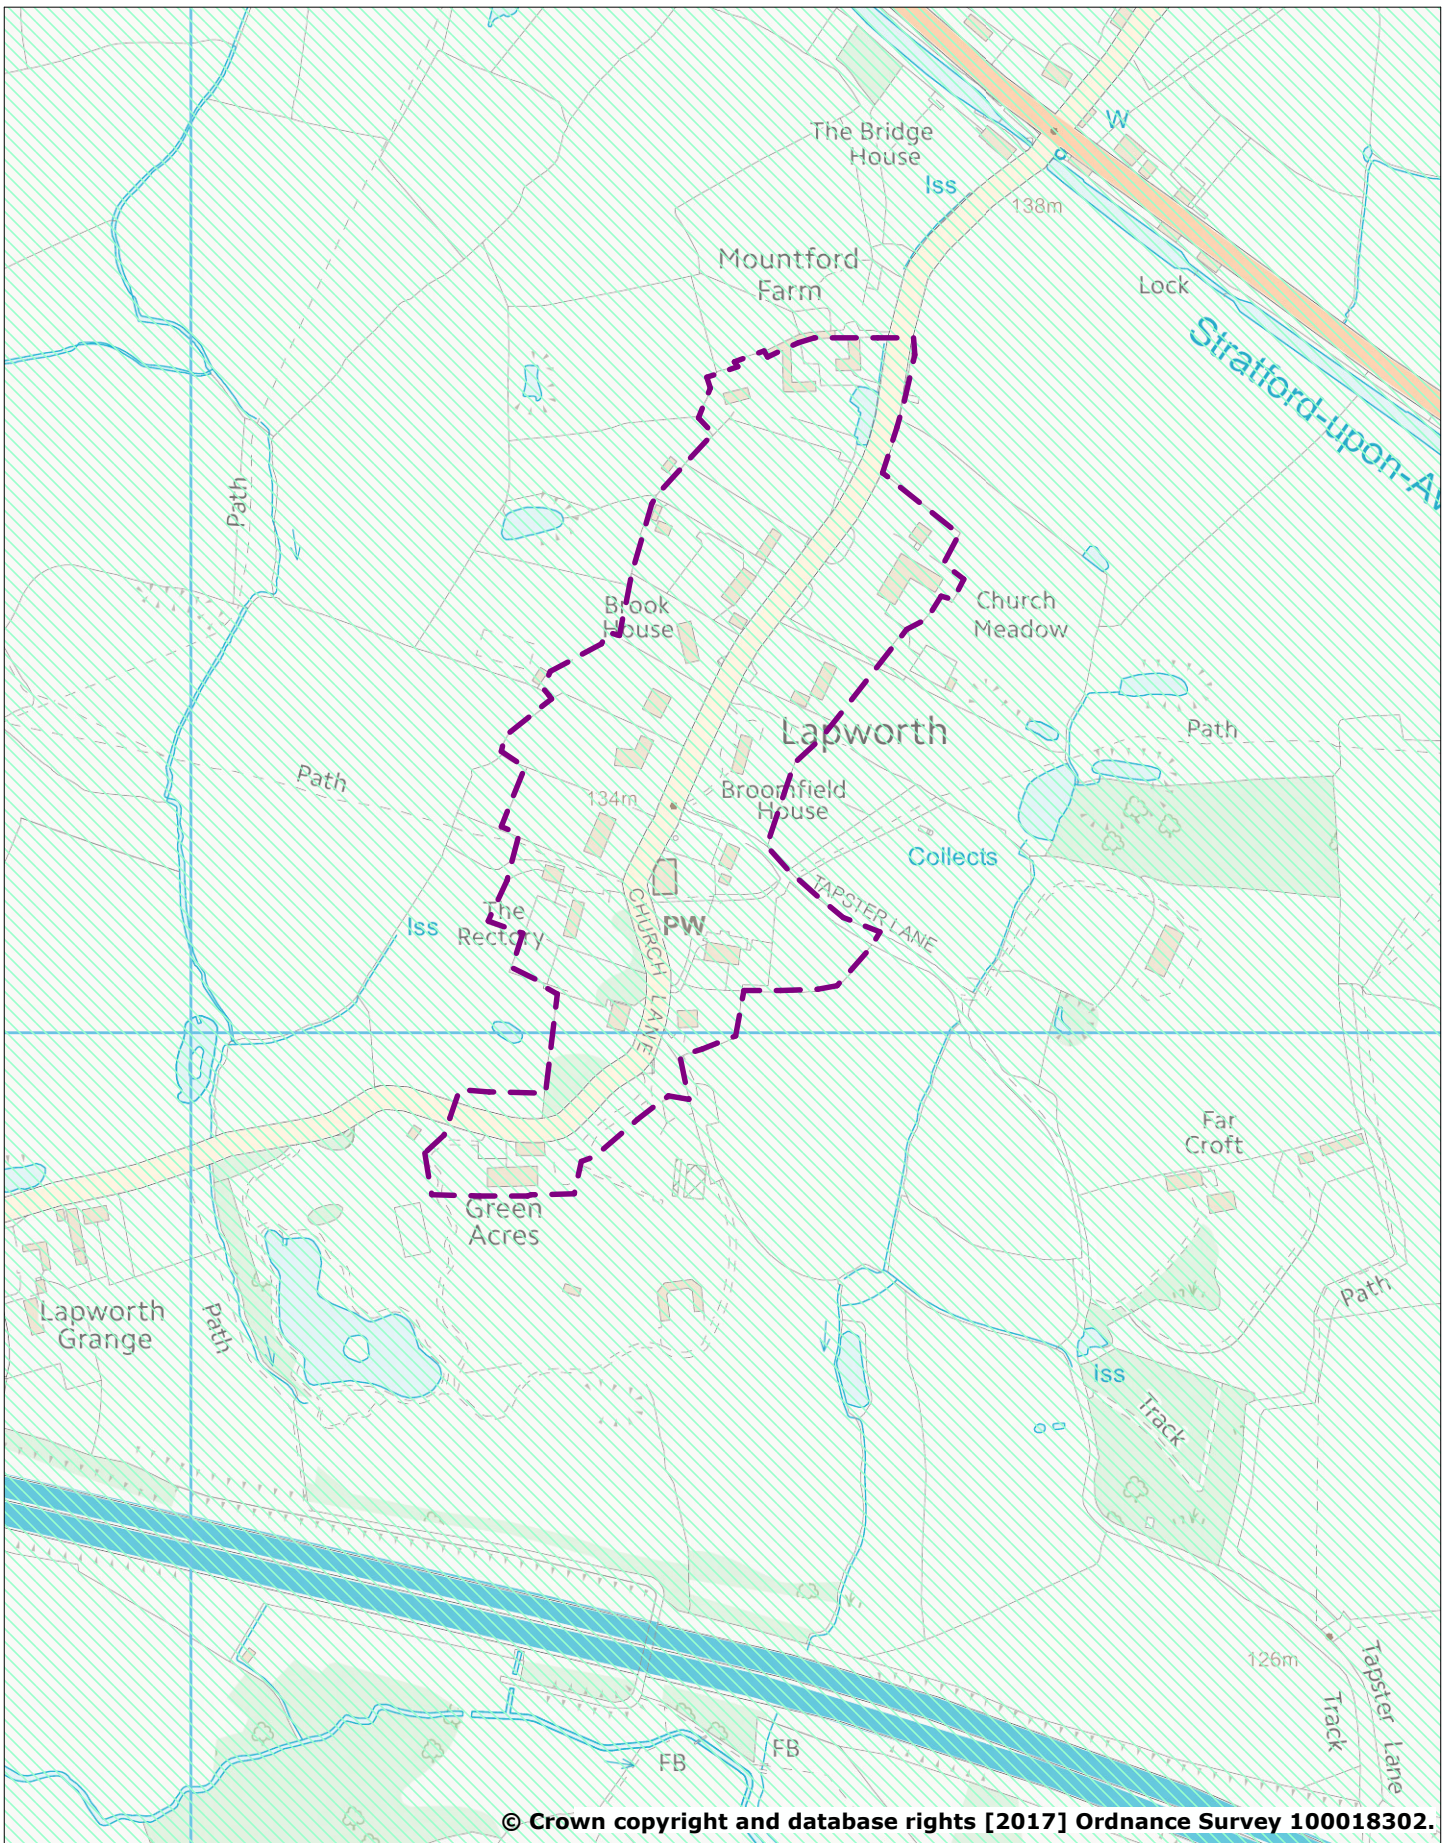 The Bridge
House
W
Iss
138m
Mountford
Farm
Lock
Stratford-upon-Av
Path
Brook
House
Church
Meadow
Lapworth
Path
Path
134m
Broomfield
House
Collects
TAPSTER LANE
The
Rectory
Iss
PW
CHURCH LANE
Far
Croft
Green
Acres
Path
Lapworth
Grange
Path
Iss
Track
126m
Tapster Lane
Track
FB
FB
© Crown copyright and database rights [2017] Ordnance Survey 100018302.